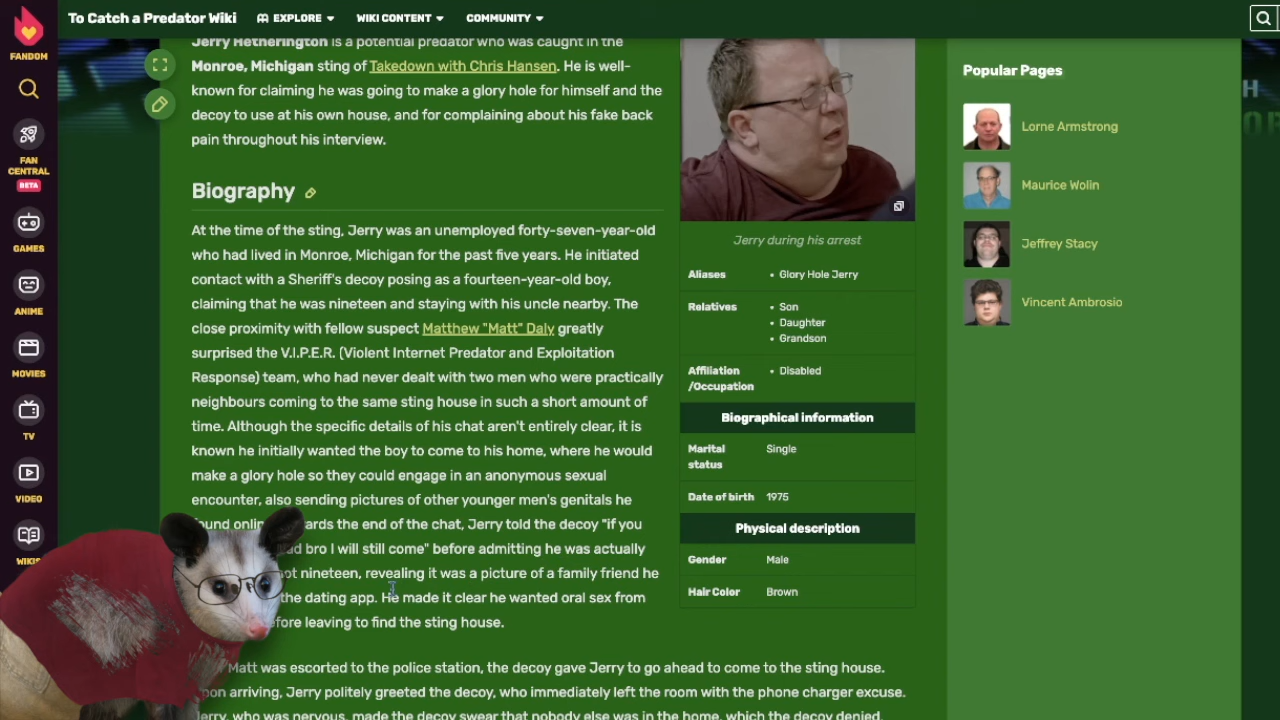 To Catch a Predator Wiki
EXPLORE
WIKI CONTENT
COMMUNITY
FANDOM
FAN
CENTRAL
BETA
GAMES
ANIME
MOVIES
TV
VIDEO
WIKIS
Jerry Hetherington is a potential predator who was caught in the
Monroe, Michigan sting of Takedown with Chris Hansen. He is well-
known for claiming he was going to make a glory hole for himself and the
decoy to use at his own house, and for complaining about his fake back
pain throughout his interview.
Biography
At the time of the sting, Jerry was an unemployed forty-seven-year-old
who had lived in Monroe, Michigan for the past five years. He initiated
contact with a Sheriff's decoy posing as a fourteen-year-old boy,
claiming that he was nineteen and staying with his uncle nearby. The
close proximity with fellow suspect Matthew "Matt" Daly greatly
surprised the V.I.P.E.R. (Violent Internet Predator and Exploitation
Response) team, who had never dealt with two men who were practically
neighbours coming to the same sting house in such a short amount of
time. Although the specific details of his chat aren't entirely clear, it is
known he initially wanted the boy to come to his home, where he would
make a glory hole so they could engage in an anonymous sexual
encounter, also sending pictures of other younger men's genitals he
found ards the end of the chat, Jerry told the decoy "if you
bro I will still come" before admitting he was actually
not nineteen, revealing it was a picture of a family friend he
the dating app. He made it clear he wanted oral sex from
before leaving to find the sting house.
Matt was escorted to the police station, the decoy gave Jerry to go ahead to come to the sting house.
Upon arriving, Jerry politely greeted the decoy, who immediately left the room with the phone charger excuse.
Jerry, who was nervous, made the decoy swear that nobody else was in the home, which the decoy denied.
Jerry during his arrest
Aliases
• Glory Hole Jerry
Relatives
• Son
• Daughter
• Grandson
Affiliation
/Occupation
• Disabled
Biographical information
Marital
status
Single
Date of birth 1975
Physical description
Gender Male
Hair Color Brown
Popular Pages
Lorne Armstrong
Maurice Wolin
Jeffrey Stacy
Vincent Ambrosio